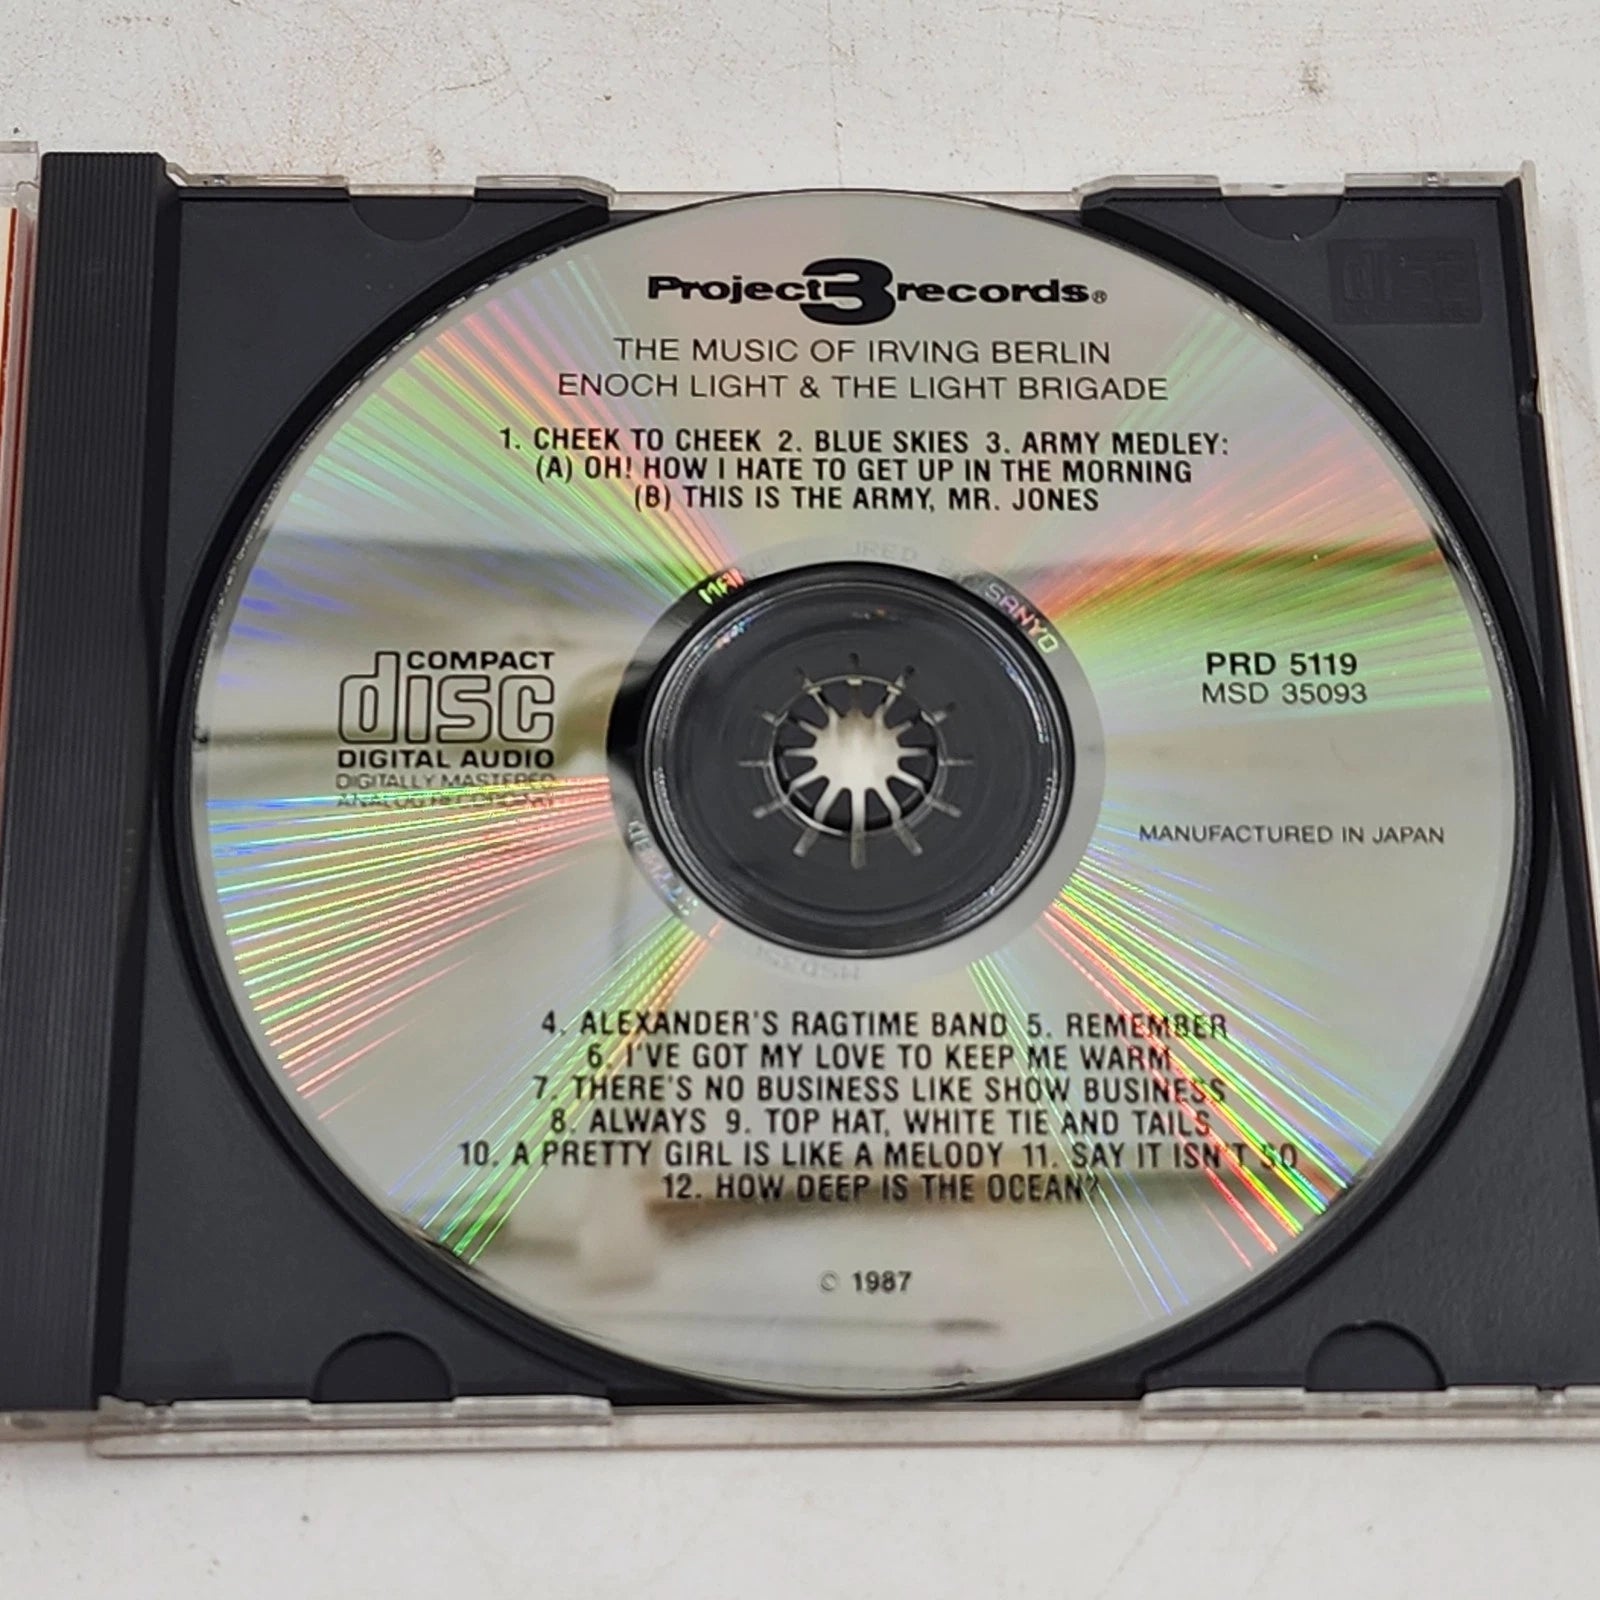 Project 3 records®
THE MUSIC OF IRVING BERLIN
ENOCH LIGHT & THE LIGHT BRIGADE
1. CHEEK TO CHEEK 2. BLUE SKIES 3. ARMY MEDLEY:
(A) OH! HOW I HATE TO GET UP IN THE MORNING
(B) THIS IS THE ARMY, MR. JONES
SANYO
COMPACT
disc
DIGITAL AUDIO
DIGITALLY MASTERED
PRD 5119
MSD 35093
MANUFACTURED IN JAPAN
4. ALEXANDER'S RAGTIME BAND 5. REMEMBER
6. I'VE GOT MY LOVE TO KEEP ME WARM
7. THERE'S NO BUSINESS LIKE SHOW BUSINESS
8. ALWAYS 9. TOP HAT, WHITE TIE AND TAILS
10. A PRETTY GIRL IS LIKE A MELODY 11. SAY IT ISN'T SO
12. HOW DEEP IS THE OCEAN?
© 1987